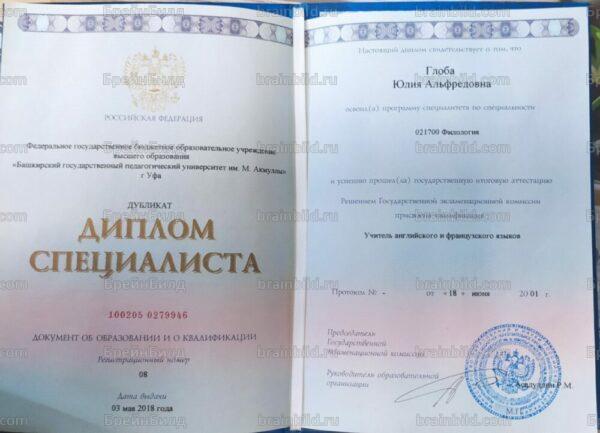 РОССИЙСКАЯ ФЕДЕРАЦИЯ
Федеральное государственное бюджетное образовательное учреждение
высшего образования
«Башкирский государственный педагогический университет им. М. Акмуллы»
г Уфа
ДУБЛИКАТ
ДИПЛОМ
СПЕЦИАЛИСТА
100205 0279946
ДОКУМЕНТ ОБ ОБРАЗОВАНИИ И О КВАЛИФИКАЦИИ
Регистрационный номер
08
Дата выдачи
03 мая 2018 года
Настоящий диплом свидетельствует о том, что
Глоба
Юлия Альфредовна
освоил(а) программу специалитета по специальности
021700 Филология
и успешно прошел(ла) государственную итоговую аттестацию
Решением Государственной экзаменационной комиссии
присвоена квалификация
Учитель английского и французского языков
Протокол № - от «18» июня 2001 г.
Председатель
Государственной
экзаменационной комиссии
Руководитель образовательной
организации
Р.М.
М.П.
БрейнБилд
brainbild.ru
brainbild.com